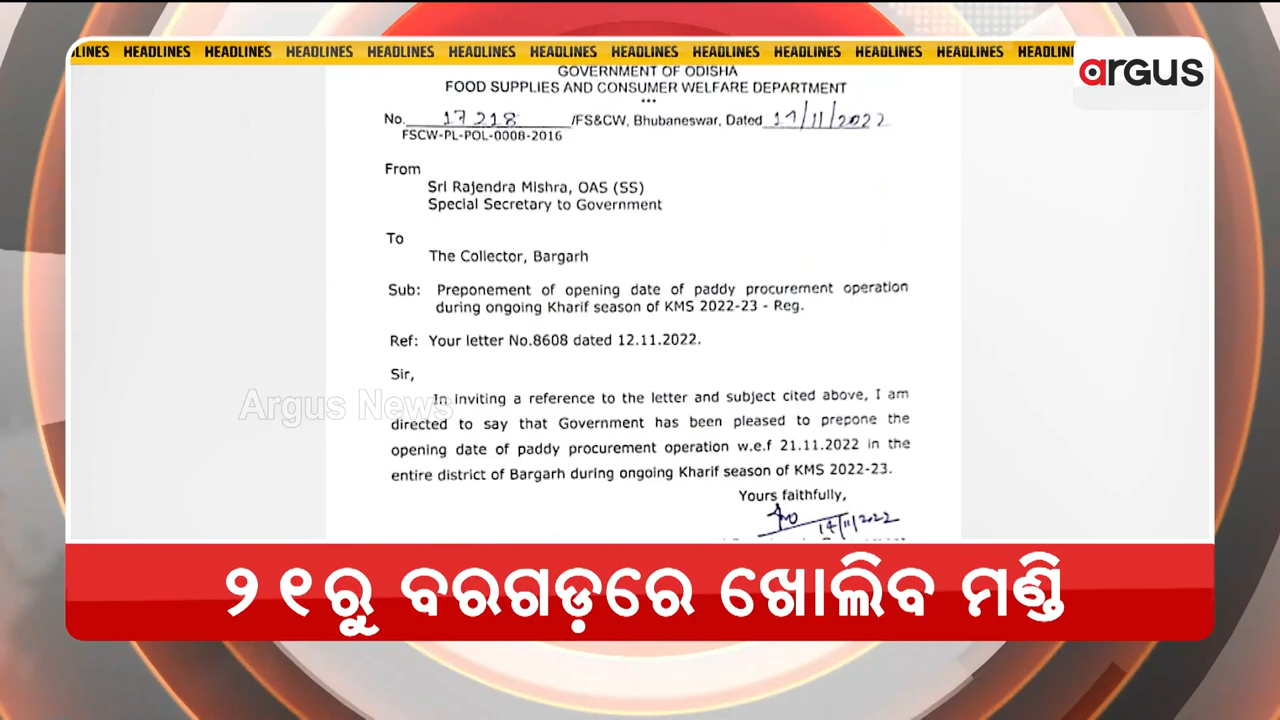 LINES HEADLINES HEADLINES HEADLINES HEADLINES HEADLINES HEADLINES HEADLINES HEADLINES HEADLINES HEADLINES HEADLINES HEADLIN
argus
GOVERNMENT OF ODISHA
FOOD SUPPLIES AND CONSUMER WELFARE DEPARTMENT
***
No. 17218 /FS&CW, Bhubaneswar, Dated 17/11/2022
FSCW-PL-POL-0008-2016
From
Sri Rajendra Mishra, OAS (SS)
Special Secretary to Government
To
The Collector, Bargarh
Sub: Preponement of opening date of paddy procurement operation
during ongoing Kharif season of KMS 2022-23 - Reg.
Ref: Your letter No.8608 dated 12.11.2022.
Sir,
In inviting a reference to the letter and subject cited above, I am
directed to say that Government has been pleased to prepone the
opening date of paddy procurement operation w.e.f 21.11.2022 in the
entire district of Bargarh during ongoing Kharif season of KMS 2022-23.
Argus News
Yours faithfully,
୨୧ରୁ ବରଗଡ଼ରେ ଖୋଲିବ ମଣ୍ଡି